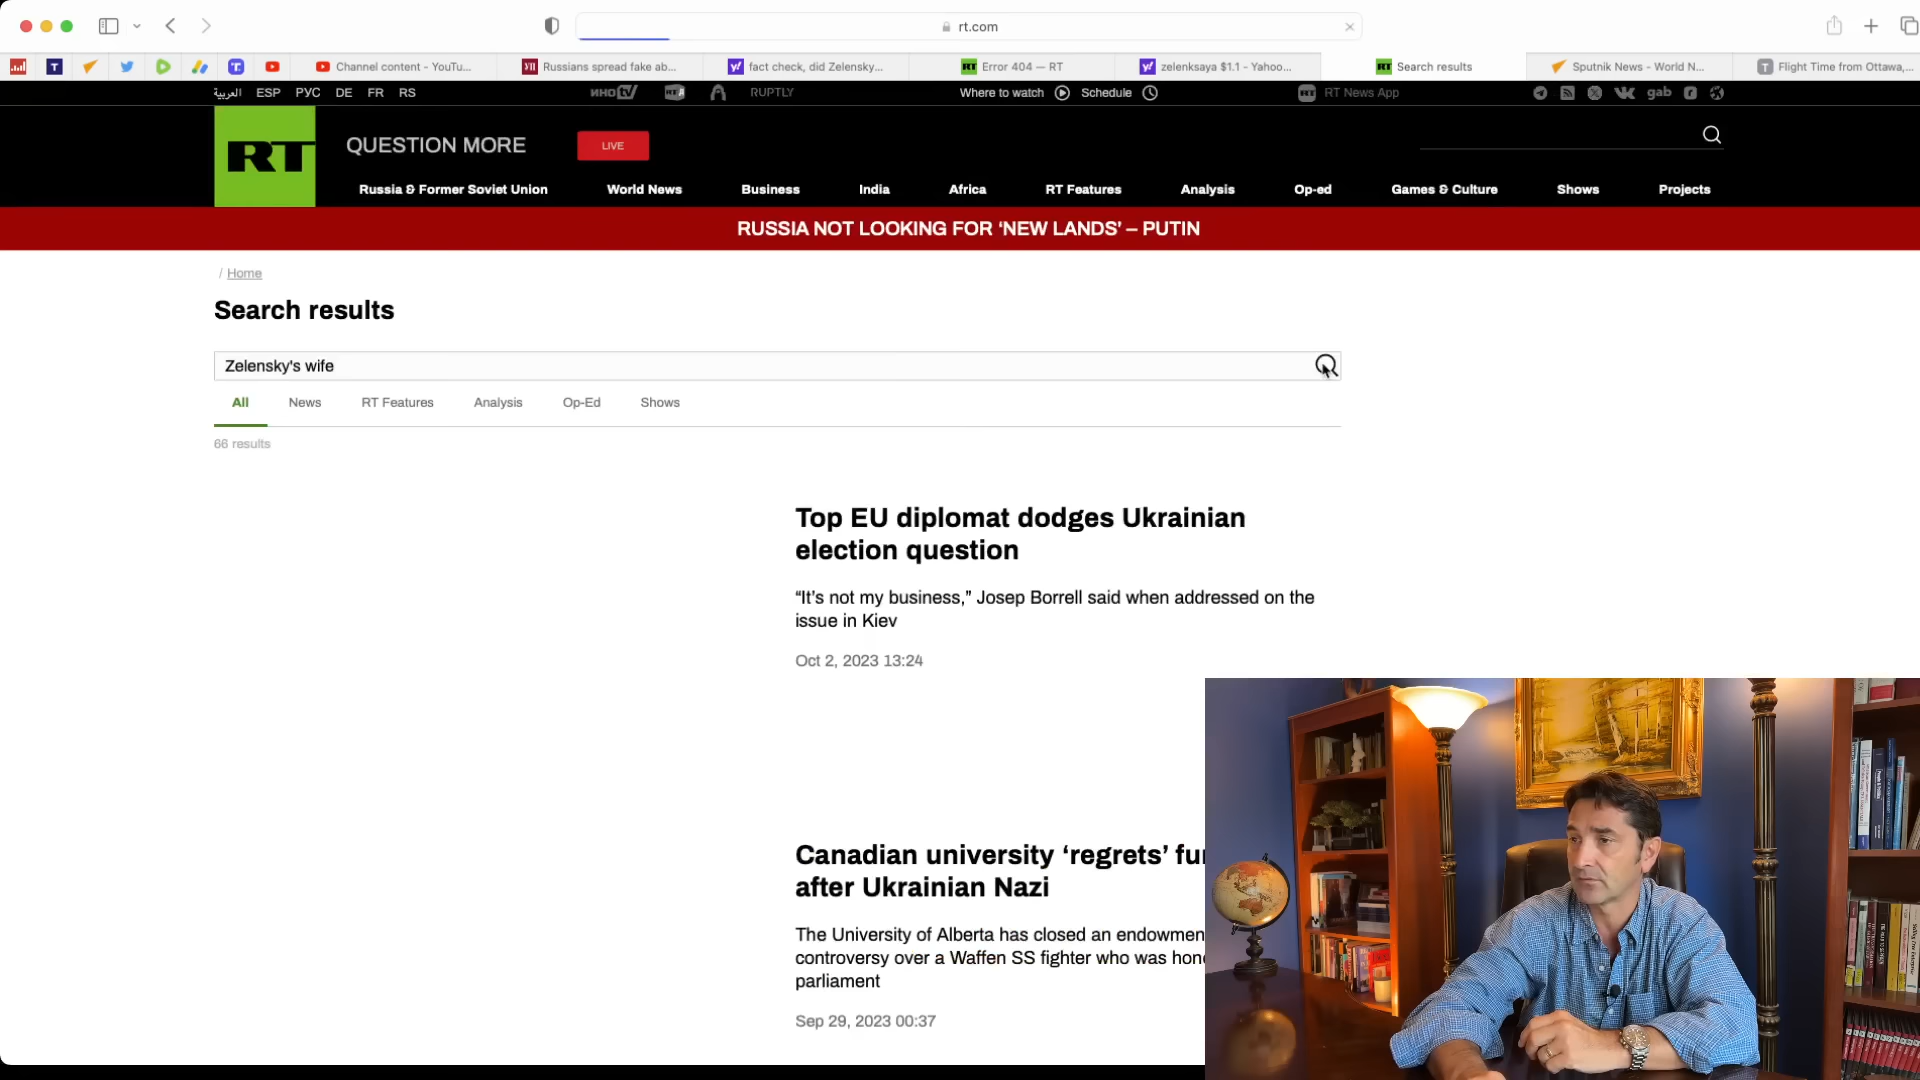 rt.com
Channel content - YouTu...
Russians spread fake ab...
fact check, did Zelensky...
Error 404 — RT
zelenksaya $1.1 - Yahoo...
Search results
Sputnik News - World N...
Flight Time from Ottawa,...
العربية ESP РУС DE FR RS
ИНОTV
RUPTLY
Where to watch
Schedule
RT News App
gab
RT
QUESTION MORE
LIVE
Russia & Former Soviet Union
World News
Business
India
Africa
RT Features
Analysis
Op-ed
Games & Culture
Shows
Projects
RUSSIA NOT LOOKING FOR ‘NEW LANDS’ – PUTIN
/ Home
Search results
Zelensky's wife
All
News
RT Features
Analysis
Op-Ed
Shows
66 results
Top EU diplomat dodges Ukrainian
election question
“It’s not my business,” Josep Borrell said when addressed on the
issue in Kiev
Oct 2, 2023 13:24
Canadian university ‘regrets’ fu
after Ukrainian Nazi
The University of Alberta has closed an endowmen
controversy over a Waffen SS fighter who was hon
parliament
Sep 29, 2023 00:37